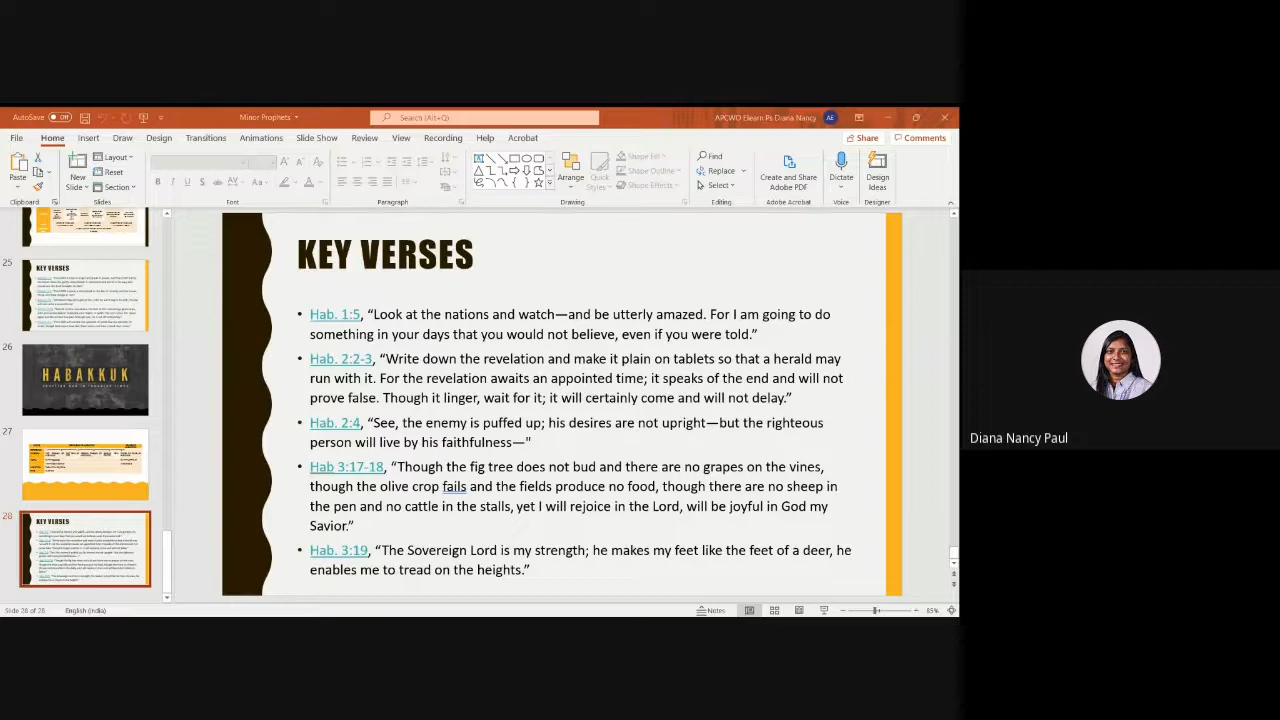 AutoSave Off
Minor Prophets
Search (Alt+Q)
APCWO Elearn Ps Diana Nancy AE
File Home Insert Draw Design Transitions Animations Slide Show Review View Recording Help Acrobat
Share Comments
Paste
New Slide
Layout
Reset
Section
Arrange
Quick Styles
Shape Fill
Shape Outline
Shape Effects
Find
Replace
Select
Create and Share Adobe PDF
Dictate
Design Ideas
Clipboard Slides Font Paragraph Drawing Editing Adobe Acrobat Voice Designer
25
KEY VERSES
26
HABAKKUK
27
28
KEY VERSES
KEY VERSES
• Hab. 1:5, “Look at the nations and watch—and be utterly amazed. For I am going to do
something in your days that you would not believe, even if you were told.”
• Hab. 2:2-3, “Write down the revelation and make it plain on tablets so that a herald may
run with it. For the revelation awaits an appointed time; it speaks of the end and will not
prove false. Though it linger, wait for it; it will certainly come and will not delay.”
• Hab. 2:4, “See, the enemy is puffed up; his desires are not upright—but the righteous
person will live by his faithfulness—"
• Hab 3:17-18, “Though the fig tree does not bud and there are no grapes on the vines,
though the olive crop fails and the fields produce no food, though there are no sheep in
the pen and no cattle in the stalls, yet I will rejoice in the Lord, will be joyful in God my
Savior.”
• Hab. 3:19, “The Sovereign Lord is my strength; he makes my feet like the feet of a deer, he
enables me to tread on the heights.”
Diana Nancy Paul
Slide 28 of 28 English (India)
Notes
85%